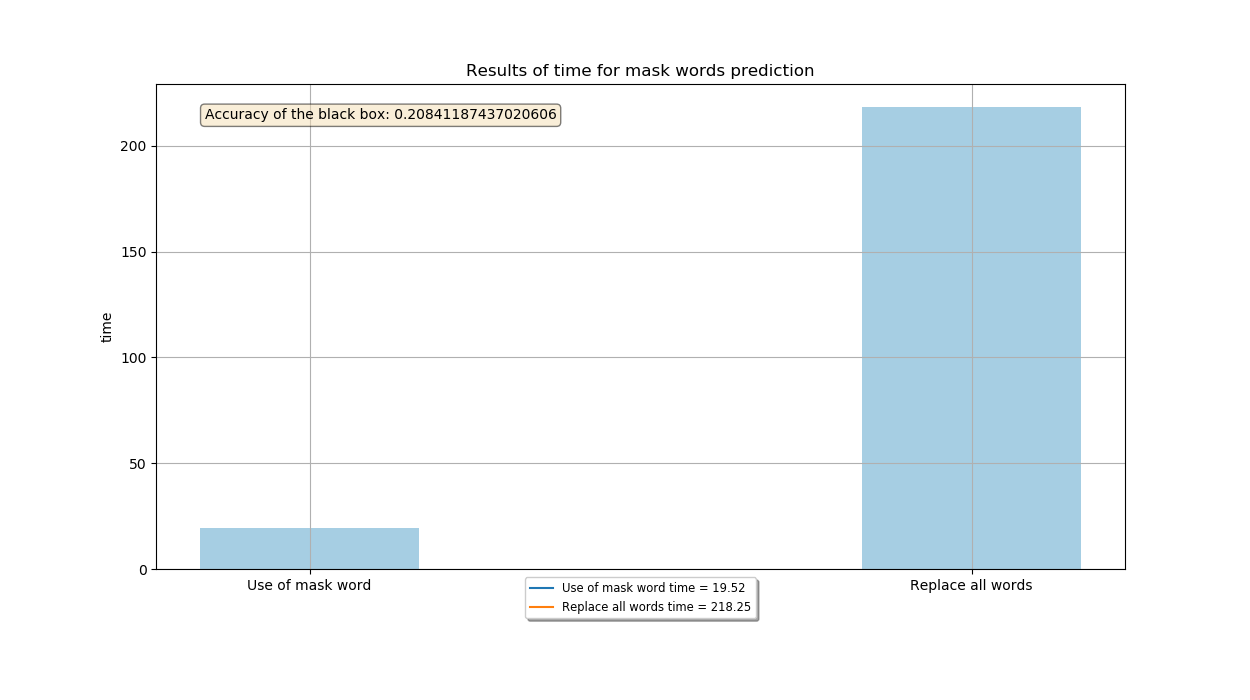 Results of time for mask words prediction
Accuracy of the black box: 0.20841187437020606
200
150
100
50
0
time
Use of mask word
Replace all words
Use of mask word time = 19.52
Replace all words time = 218.25